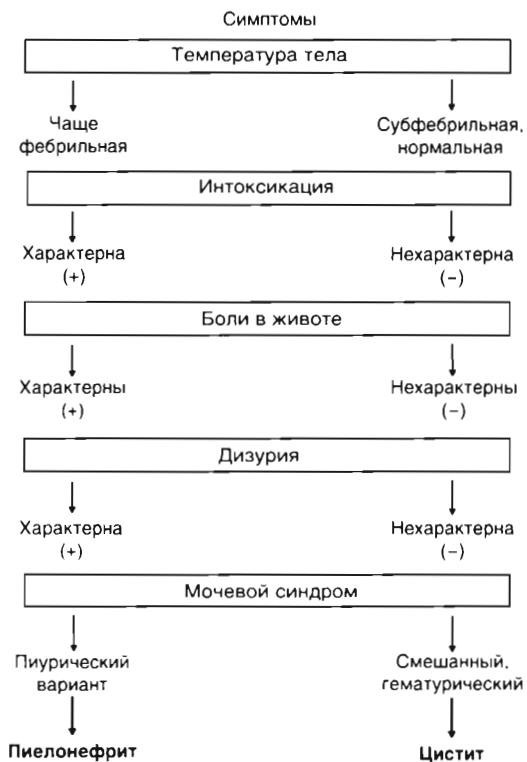 Симптомы
Температура тела
Чаще
фебрильная
Субфебрильная,
нормальная
Интоксикация
Характерна
(+)
Нехарактерна
(−)
Боли в животе
Характерны
(+)
Нехарактерны
(−)
Дизурия
Характерна
(+)
Нехарактерна
(−)
Мочевой синдром
Пиурический
вариант
Смешанный,
гематурический
Пиелонефрит
Цистит